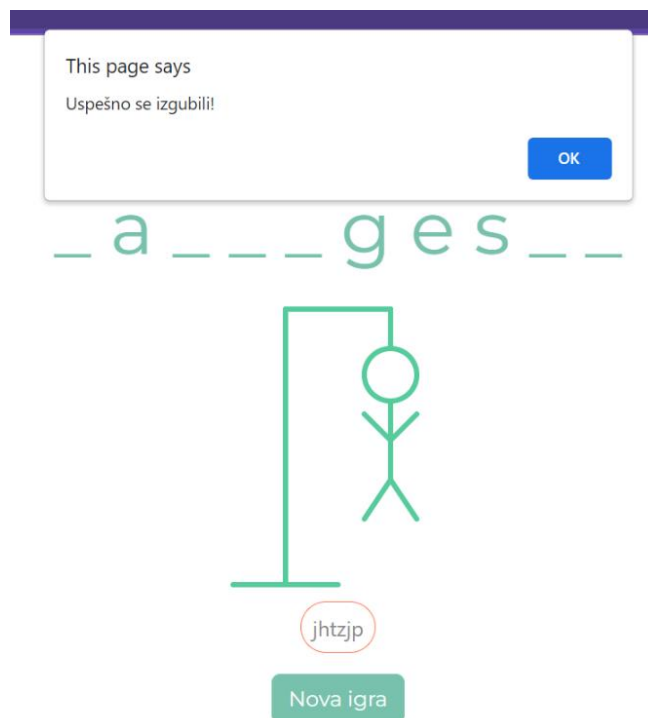 This page says
Uspešno se izgubili!
OK
_ a _ _ _ g e s _ _
jhtzjp
Nova igra